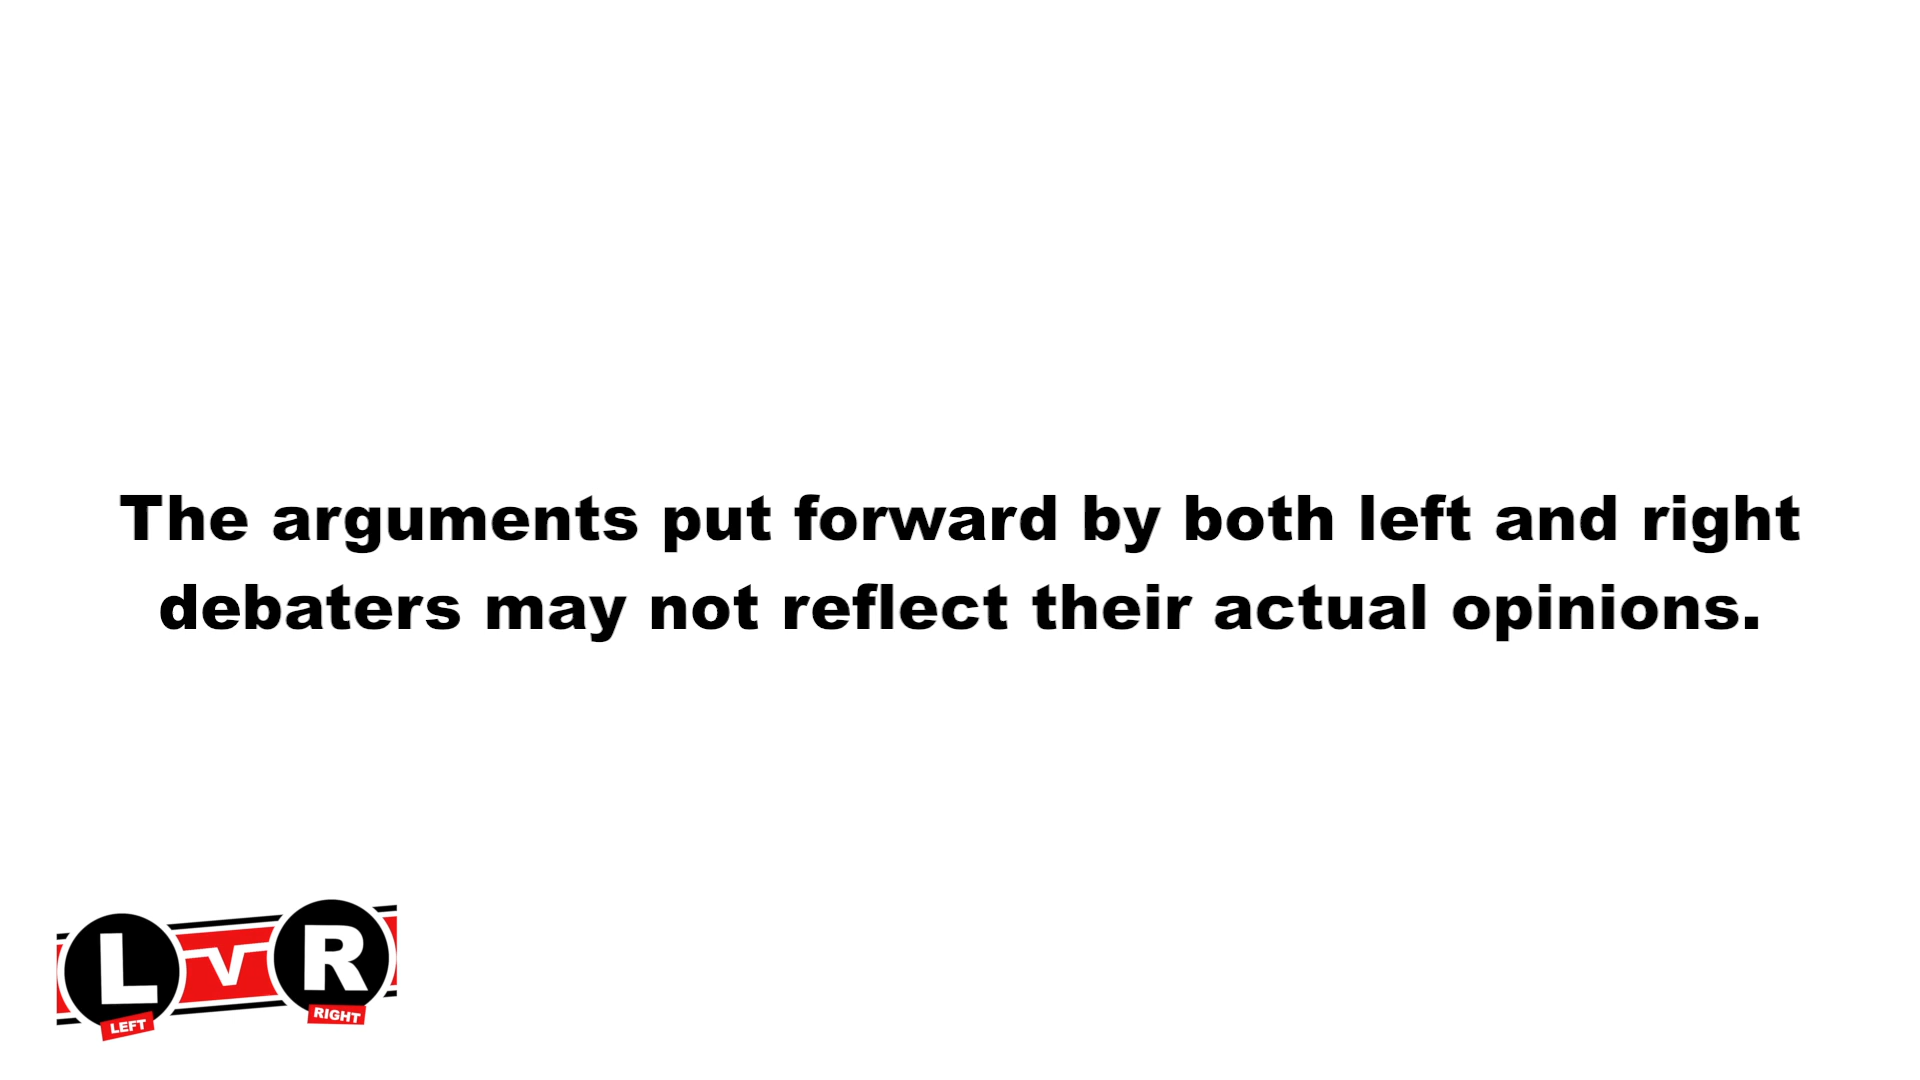 The arguments put forward by both left and right
debaters may not reflect their actual opinions.
L v R
LEFT
RIGHT